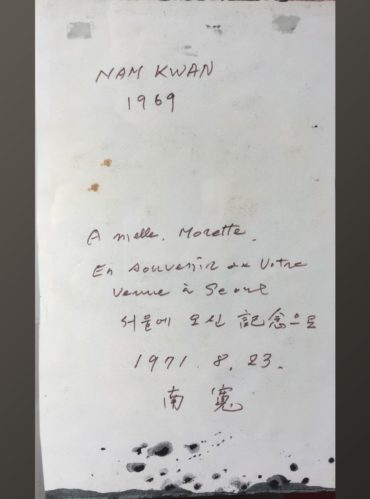 NAM KWAN
1969
A melle. Morette.
En souvenir de Votre
Venue à Seoul
서울에 오신 記念으로
1971. 8. 23.
南 寬